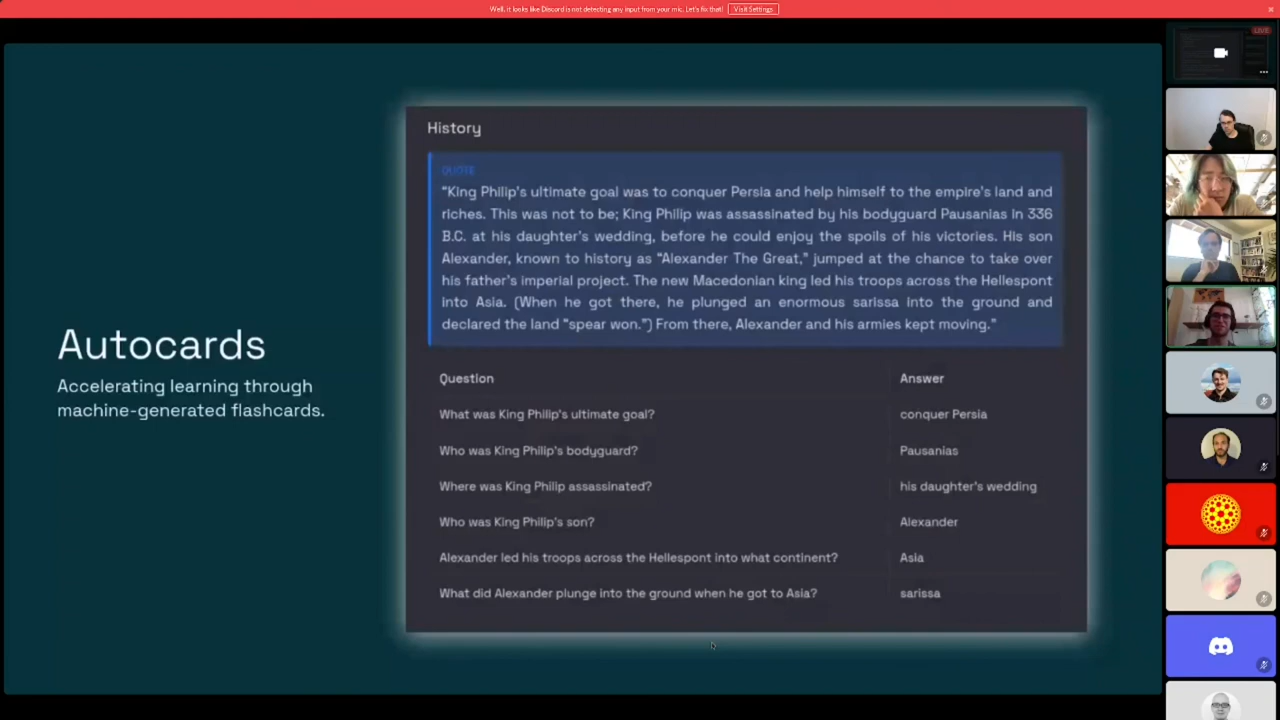 Well, it looks like Discord is not detecting any input from your mic. Let's fix that! Visit Settings
LIVE
Autocards
Accelerating learning through
machine-generated flashcards.
History
QUOTE
“King Philip's ultimate goal was to conquer Persia and help himself to the empire's land and
riches. This was not to be; King Philip was assassinated by his bodyguard Pausanias in 336
B.C. at his daughter's wedding, before he could enjoy the spoils of his victories. His son
Alexander, known to history as “Alexander The Great,” jumped at the chance to take over
his father's imperial project. The new Macedonian king led his troops across the Hellespont
into Asia. (When he got there, he plunged an enormous sarissa into the ground and
declared the land “spear won.”) From there, Alexander and his armies kept moving.”
Question Answer
What was King Philip's ultimate goal? conquer Persia
Who was King Philip's bodyguard? Pausanias
Where was King Philip assassinated? his daughter's wedding
Who was King Philip's son? Alexander
Alexander led his troops across the Hellespont into what continent? Asia
What did Alexander plunge into the ground when he got to Asia? sarissa